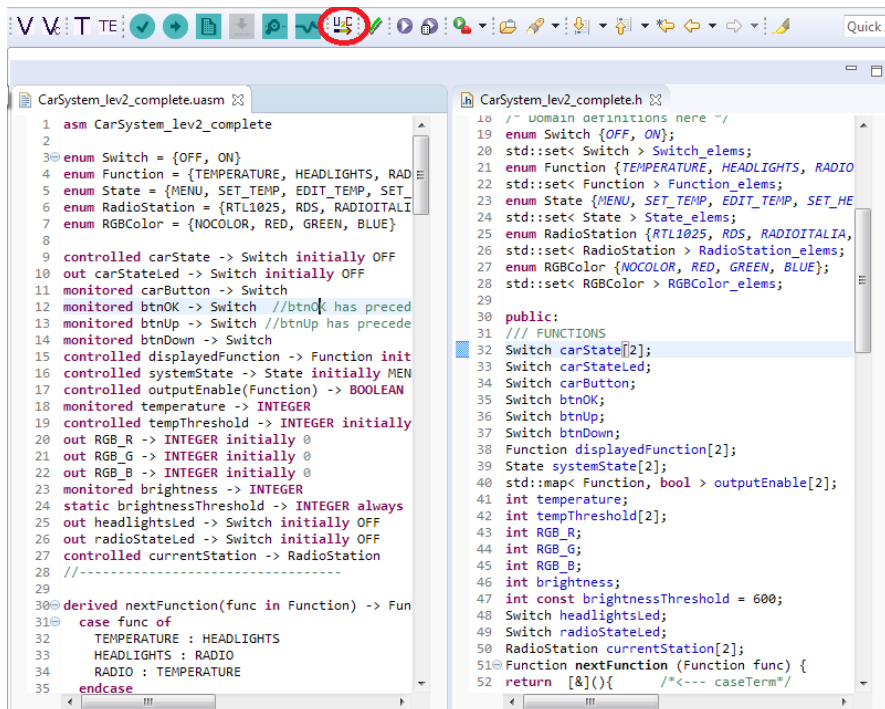 V V: T TE U2C Quick
CarSystem_lev2_complete.uasm
1 asm CarSystem_lev2_complete
2
3 enum Switch = {OFF, ON}
4 enum Function = {TEMPERATURE, HEADLIGHTS, RAD
5 enum State = {MENU, SET_TEMP, EDIT_TEMP, SET_
6 enum RadioStation = {RTL1025, RDS, RADIOITALI
7 enum RGBColor = {NOCOLOR, RED, GREEN, BLUE}
8
9 controlled carState -> Switch initially OFF
10 out carStateLed -> Switch initially OFF
11 monitored carButton -> Switch
12 monitored btnOK -> Switch //btnOK has preced
13 monitored btnUp -> Switch //btnUp has precede
14 monitored btnDown -> Switch
15 controlled displayedFunction -> Function init
16 controlled systemState -> State initially MEN
17 controlled outputEnable(Function) -> BOOLEAN
18 monitored temperature -> INTEGER
19 controlled tempThreshold -> INTEGER initially
20 out RGB_R -> INTEGER initially 0
21 out RGB_G -> INTEGER initially 0
22 out RGB_B -> INTEGER initially 0
23 monitored brightness -> INTEGER
24 static brightnessThreshold -> INTEGER always
25 out headlightsLed -> Switch initially OFF
26 out radioStateLed -> Switch initially OFF
27 controlled currentStation -> RadioStation
28 //----------------------------------
29
30 derived nextFunction(func in Function) -> Fun
31 case func of
32 TEMPERATURE : HEADLIGHTS
33 HEADLIGHTS : RADIO
34 RADIO : TEMPERATURE
35 endcase
CarSystem_lev2_complete.h
18 /* Domain definitions here */
19 enum Switch {OFF, ON};
20 std::set< Switch > Switch_elems;
21 enum Function {TEMPERATURE, HEADLIGHTS, RADIO
22 std::set< Function > Function_elems;
23 enum State {MENU, SET_TEMP, EDIT_TEMP, SET_HE
24 std::set< State > State_elems;
25 enum RadioStation {RTL1025, RDS, RADIOITALIA,
26 std::set< RadioStation > RadioStation_elems;
27 enum RGBColor {NOCOLOR, RED, GREEN, BLUE};
28 std::set< RGBColor > RGBColor_elems;
29
30 public:
31 /// FUNCTIONS
32 Switch carState[2];
33 Switch carStateLed;
34 Switch carButton;
35 Switch btnOK;
36 Switch btnUp;
37 Switch btnDown;
38 Function displayedFunction[2];
39 State systemState[2];
40 std::map< Function, bool > outputEnable[2];
41 int temperature;
42 int tempThreshold[2];
43 int RGB_R;
44 int RGB_G;
45 int RGB_B;
46 int brightness;
47 int const brightnessThreshold = 600;
48 Switch headlightsLed;
49 Switch radioStateLed;
50 RadioStation currentStation[2];
51 Function nextFunction (Function func) {
52 return [&](){ /*<--- caseTerm*/